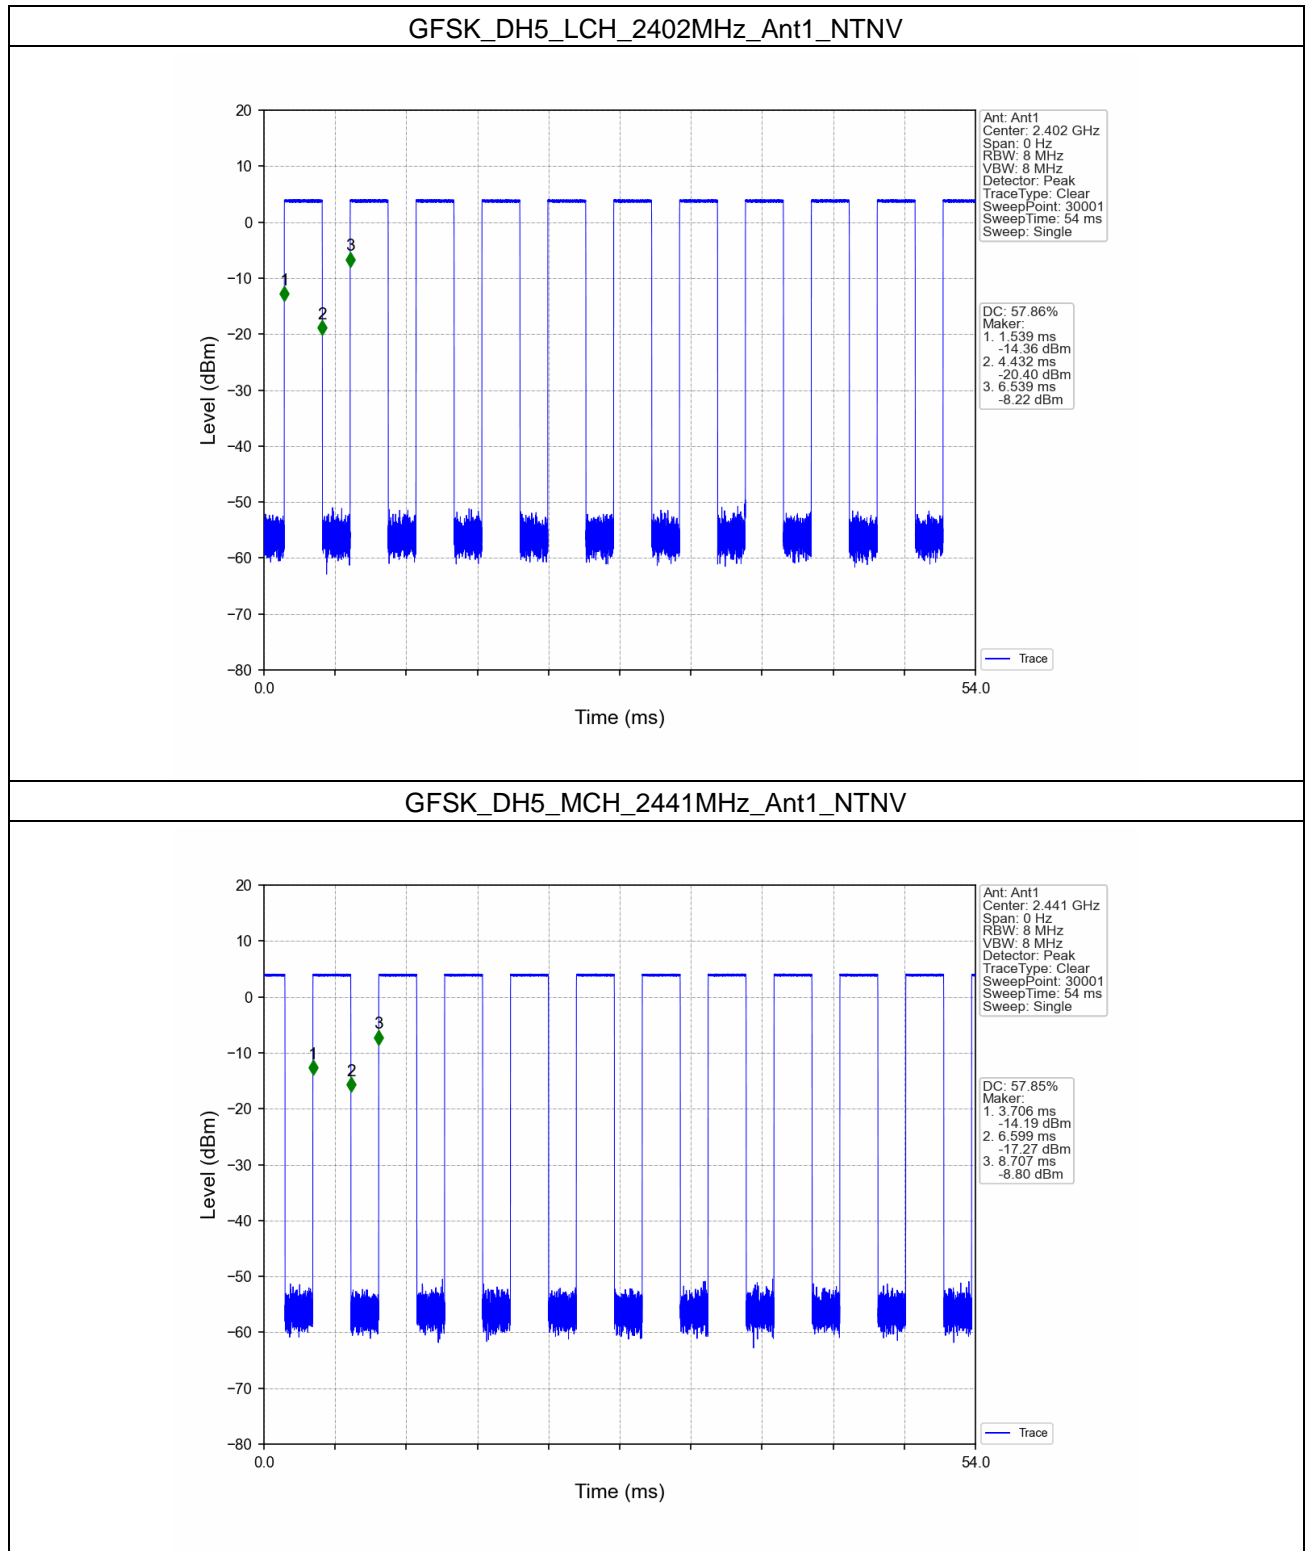 GFSK_DH5_LCH_2402MHz_Ant1_NTNV
20
10
0
−10
−20
−30
−40
−50
−60
−70
−80
Level (dBm)
1
2
3
0.0
54.0
Time (ms)
Ant: Ant1
Center: 2.402 GHz
Span: 0 Hz
RBW: 8 MHz
VBW: 8 MHz
Detector: Peak
TraceType: Clear
SweepPoint: 30001
SweepTime: 54 ms
Sweep: Single
DC: 57.86%
Maker:
1. 1.539 ms
-14.36 dBm
2. 4.432 ms
-20.40 dBm
3. 6.539 ms
-8.22 dBm
Trace
GFSK_DH5_MCH_2441MHz_Ant1_NTNV
20
10
0
−10
−20
−30
−40
−50
−60
−70
−80
Level (dBm)
1
2
3
0.0
54.0
Time (ms)
Ant: Ant1
Center: 2.441 GHz
Span: 0 Hz
RBW: 8 MHz
VBW: 8 MHz
Detector: Peak
TraceType: Clear
SweepPoint: 30001
SweepTime: 54 ms
Sweep: Single
DC: 57.85%
Maker:
1. 3.706 ms
-14.19 dBm
2. 6.599 ms
-17.27 dBm
3. 8.707 ms
-8.80 dBm
Trace